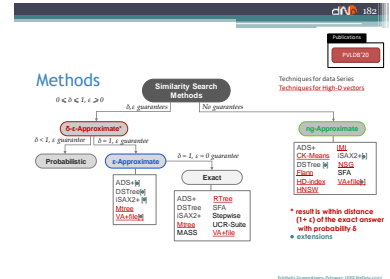 diNo 182
Publications
PVLDB'20
Methods
Similarity Search
Methods
Techniques for data Series
Techniques for High-D vectors
0 ⩽ δ ⩽ 1, ε ⩾ 0
δ,ε guarantees
No guarantees
δ-ε-Approximate*
ng-Approximate
δ < 1, ε guarantee
δ = 1, ε guarantee
Probabilistic
ε-Approximate
δ = 1, ε = 0 guarantee
Exact
ADS+[●]
DSTree[●]
iSAX2+[●]
Mtree
VA+file[●]
ADS+
DSTree
iSAX2+
Mtree
MASS
RTree
SFA
Stepwise
UCR-Suite
VA+file
ADS+
CK-Means
DSTree [●]
Flann
HD-index
HNSW
IMI
iSAX2+[●]
NSG
SFA
VA+file[●]
* result is within distance
(1+ ε) of the exact answer
with probability δ
● extensions